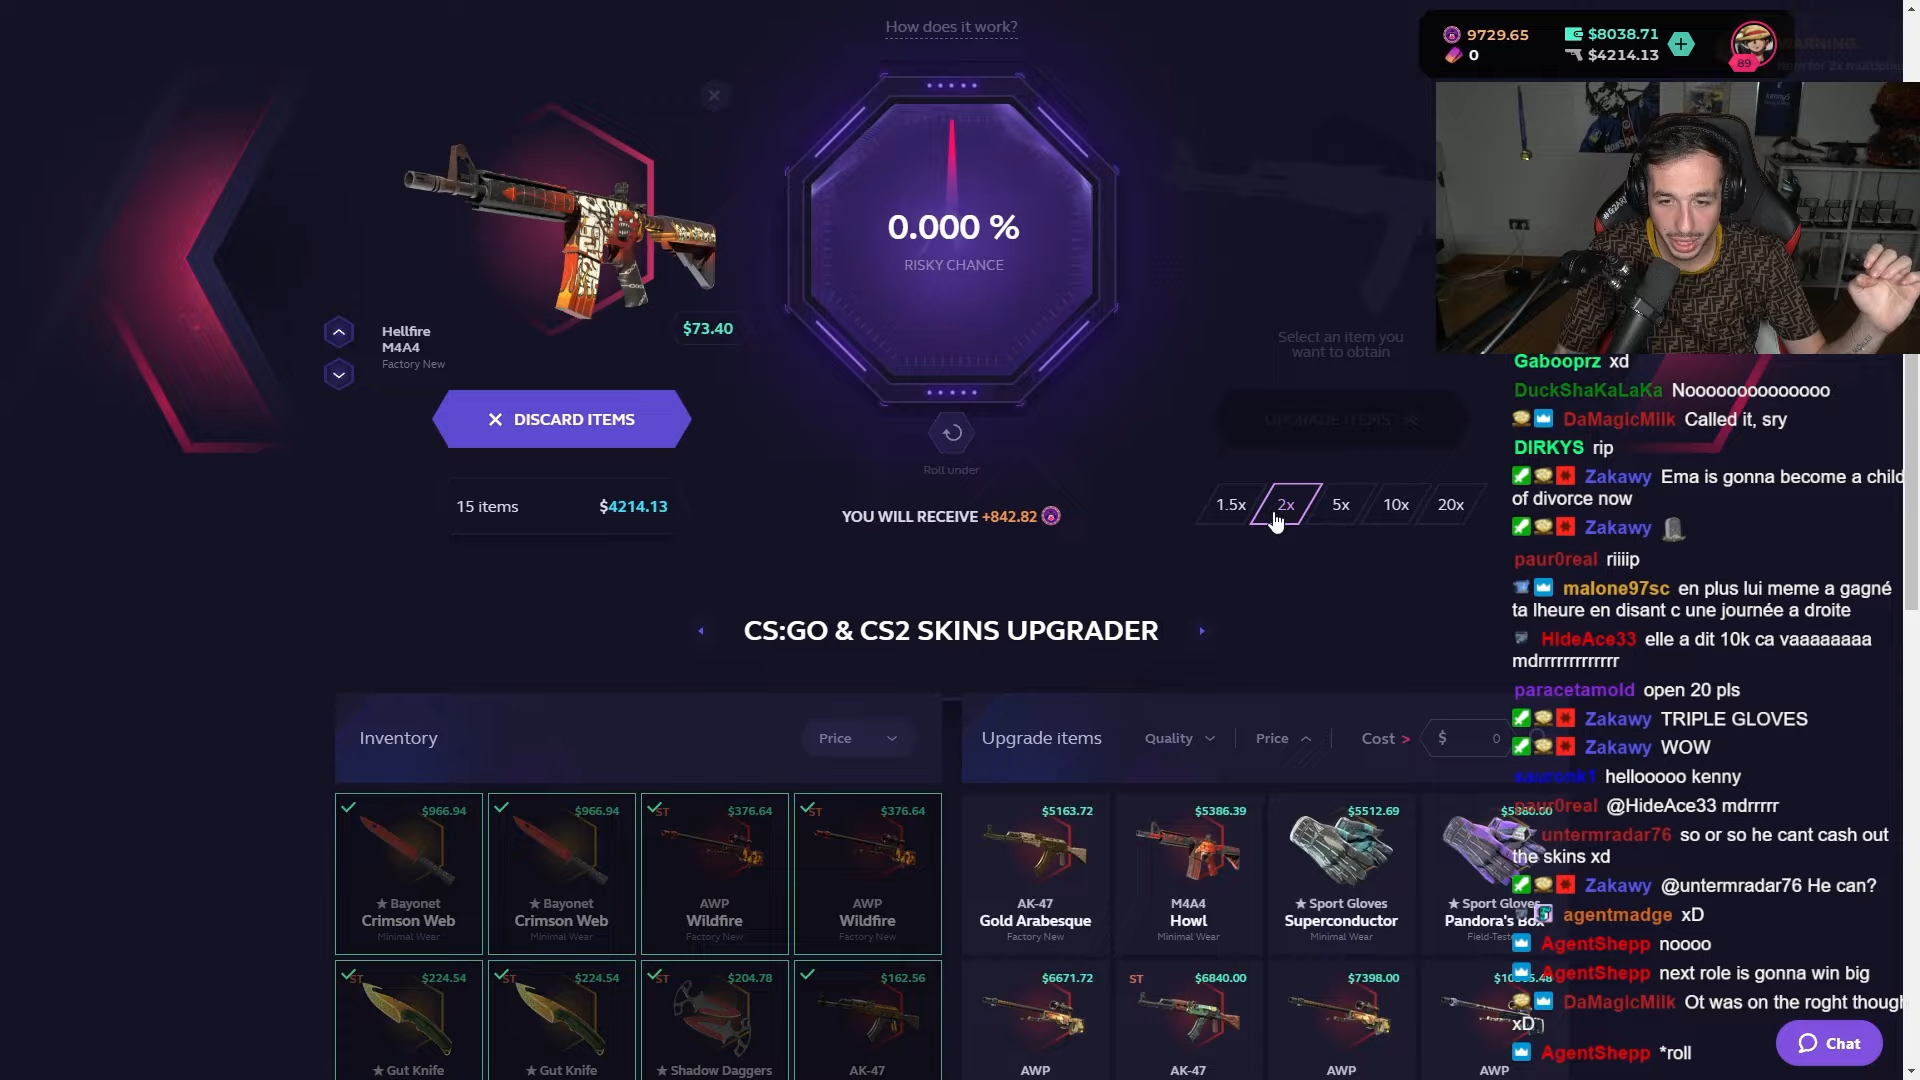 How does it work?
9729.65
0
$8038.71
$4214.13
89
WARNING
0.000 %
RISKY CHANCE
Hellfire
M4A4
Factory New
$73.40
DISCARD ITEMS
15 items
$4214.13
Roll under
YOU WILL RECEIVE +842.82
Select an item you
want to obtain
UPGRADE ITEMS
1.5x
2x
5x
10x
20x
CS:GO & CS2 SKINS UPGRADER
Inventory
Price
Upgrade items
Quality
Price
Cost >
$ 0
$966.94
★ Bayonet
Crimson Web
Minimal Wear
$966.94
★ Bayonet
Crimson Web
Minimal Wear
ST
$376.64
AWP
Wildfire
Factory New
ST
$376.64
AWP
Wildfire
Factory New
ST
$224.54
★ Gut Knife
ST
$224.54
★ Gut Knife
ST
$204.78
★ Shadow Daggers
$162.56
AK-47
$5163.72
AK-47
Gold Arabesque
Factory New
$5386.39
M4A4
Howl
Minimal Wear
$5512.69
★ Sport Gloves
Superconductor
Minimal Wear
★ Sport Gloves
Pandora's Box
$6671.72
AWP
ST
$6840.00
AK-47
$7398.00
AWP
AWP
Gabooprz xd
DuckShaKaLaKa Noooooooooooooo
DaMagicMilk Called it, sry
DIRKYS rip
Zakawy Ema is gonna become a child
of divorce now
Zakawy
paur0real riiiip
malone97sc en plus lui meme a gagné
ta lheure en disant c une journée a droite
HIdeAce33 elle a dit 10k ca vaaaaaaaa
mdrrrrrrrrrrrr
paracetamold open 20 pls
Zakawy TRIPLE GLOVES
Zakawy WOW
sauronk1 hellooooo kenny
paur0real @HideAce33 mdrrrrr
untermradar76 so or so he cant cash out
the skins xd
Zakawy @untermradar76 He can?
agentmadge xD
AgentShepp noooo
AgentShepp next role is gonna win big
DaMagicMilk Ot was on the roght though
xD
AgentShepp *roll
Chat